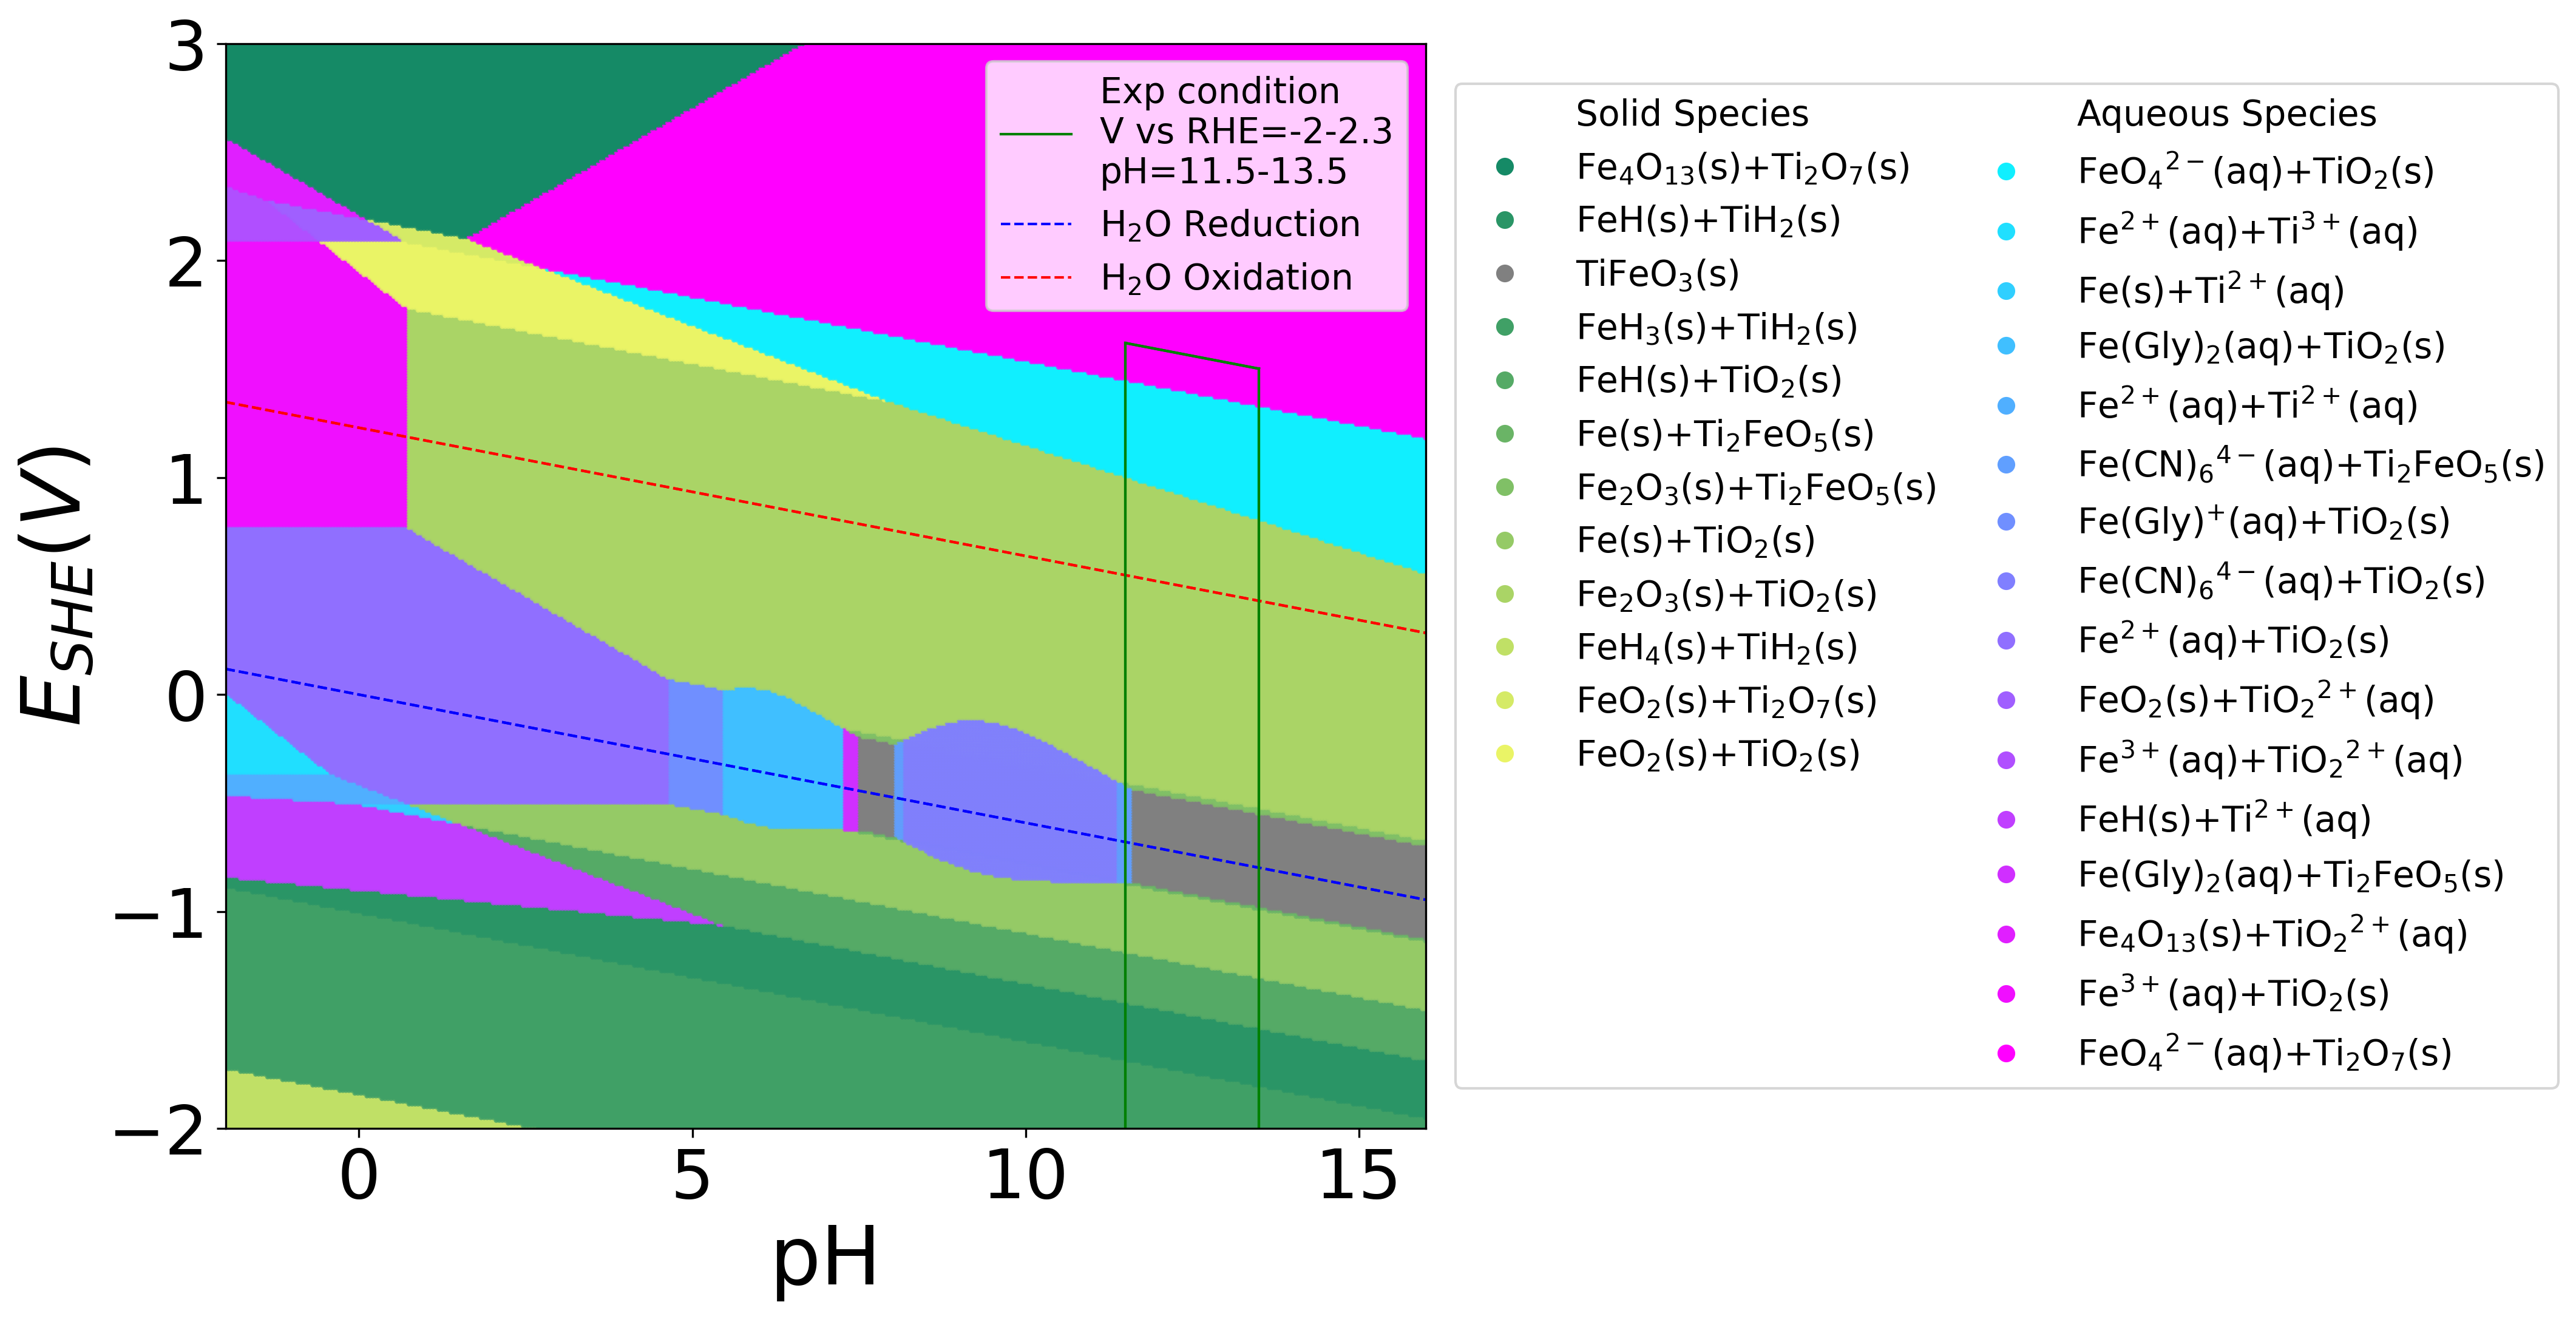 3
2
1
0
−1
−2
E_SHE(V)
0 5 10 15
pH
Exp condition
V vs RHE=-2-2.3
pH=11.5-13.5
H₂O Reduction
H₂O Oxidation
Solid Species
Fe₄O₁₃(s)+Ti₂O₇(s)
FeH(s)+TiH₂(s)
TiFeO₃(s)
FeH₃(s)+TiH₂(s)
FeH(s)+TiO₂(s)
Fe(s)+Ti₂FeO₅(s)
Fe₂O₃(s)+Ti₂FeO₅(s)
Fe(s)+TiO₂(s)
Fe₂O₃(s)+TiO₂(s)
FeH₄(s)+TiH₂(s)
FeO₂(s)+Ti₂O₇(s)
FeO₂(s)+TiO₂(s)
Aqueous Species
FeO₄²⁻(aq)+TiO₂(s)
Fe²⁺(aq)+Ti³⁺(aq)
Fe(s)+Ti²⁺(aq)
Fe(Gly)₂(aq)+TiO₂(s)
Fe²⁺(aq)+Ti²⁺(aq)
Fe(CN)₆⁴⁻(aq)+Ti₂FeO₅(s)
Fe(Gly)⁺(aq)+TiO₂(s)
Fe(CN)₆⁴⁻(aq)+TiO₂(s)
Fe²⁺(aq)+TiO₂(s)
FeO₂(s)+TiO₂²⁺(aq)
Fe³⁺(aq)+TiO₂²⁺(aq)
FeH(s)+Ti²⁺(aq)
Fe(Gly)₂(aq)+Ti₂FeO₅(s)
Fe₄O₁₃(s)+TiO₂²⁺(aq)
Fe³⁺(aq)+TiO₂(s)
FeO₄²⁻(aq)+Ti₂O₇(s)